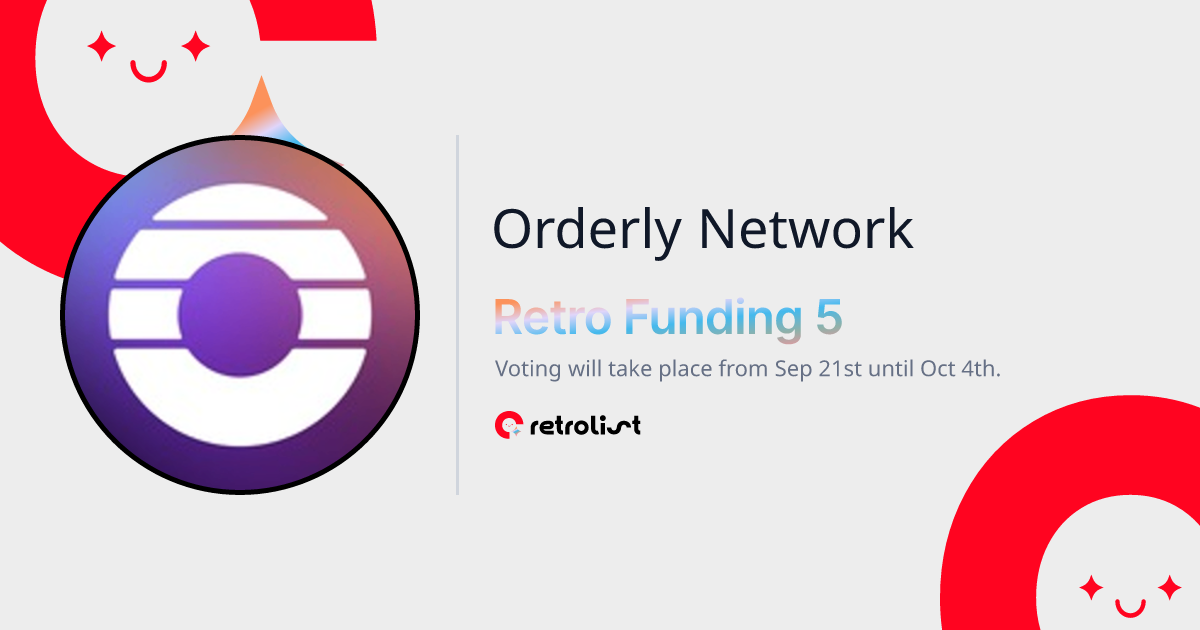 Orderly Network
Retro Funding 5
Voting will take place from Sep 21st until Oct 4th.
retrolist